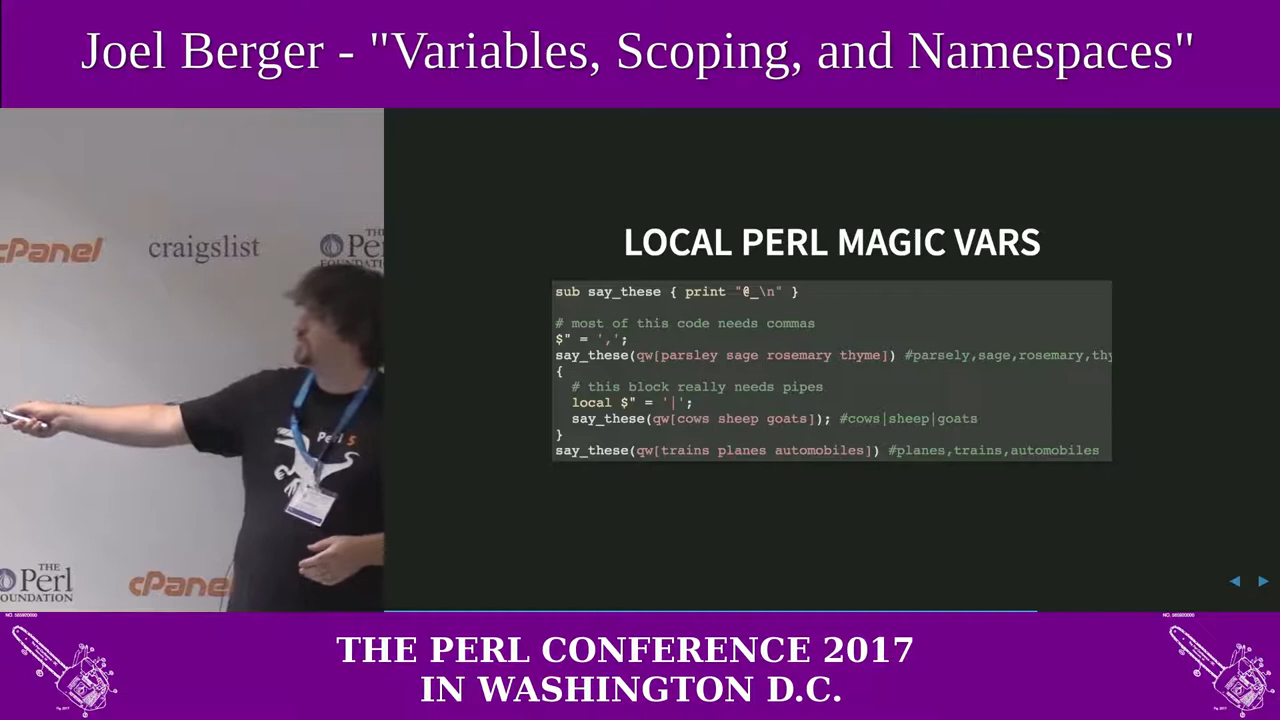 Joel Berger - "Variables, Scoping, and Namespaces"
cPanel
craigslist
THE
Pe
FOUNDAT
LOCAL PERL MAGIC VARS
sub say_these { print "@_\n" }
# most of this code needs commas
$" = ',';
say_these(qw[parsley sage rosemary thyme]) #parsely,sage,rosemary,thy
{
# this block really needs pipes
local $" = '|';
say_these(qw[cows sheep goats]); #cows|sheep|goats
}
say_these(qw[trains planes automobiles]) #planes,trains,automobiles
Perl 5
THE
Perl
FOUNDATION
cPanel
THE PERL CONFERENCE 2017
IN WASHINGTON D.C.